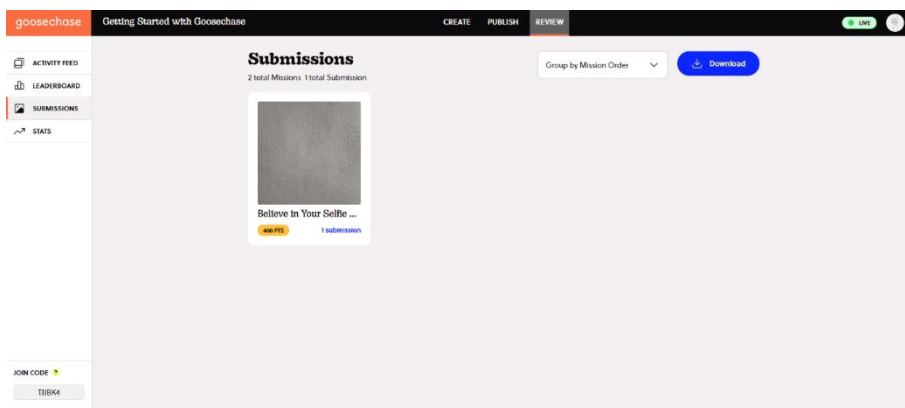 goosechase
Getting Started with Goosechase
CREATE PUBLISH REVIEW
LIVE
ACTIVITY FEED
LEADERBOARD
SUBMISSIONS
STATS
Submissions
2 total Missions 1 total Submission
Group by Mission Order
Download
Believe in Your Selfie ...
400 PTS
1 submission
JOIN CODE ?